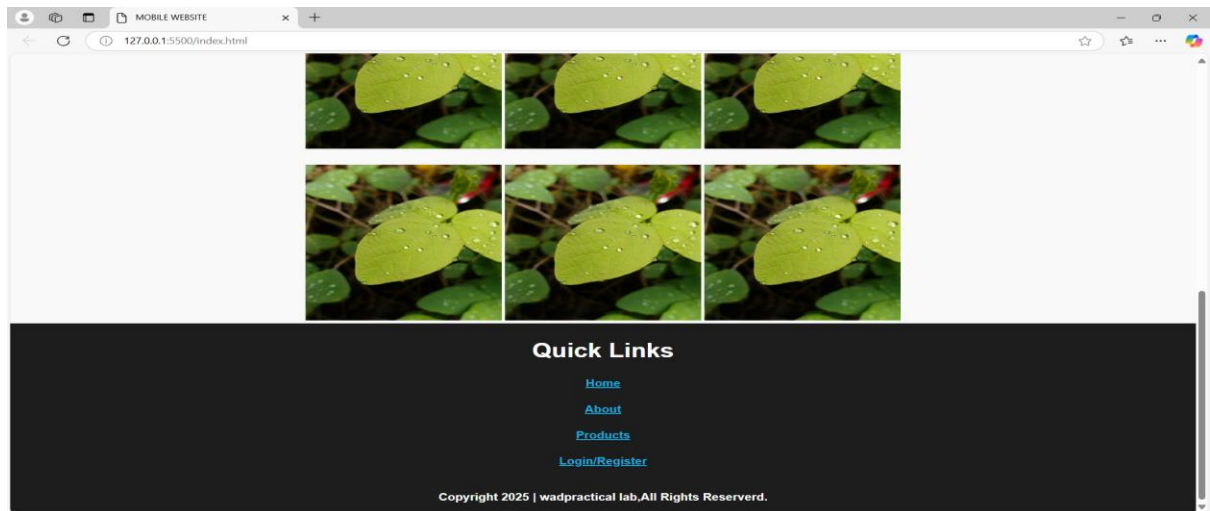 MOBILE WEBSITE
127.0.0.1:5500/index.html
Quick Links
Home
About
Products
Login/Register
Copyright 2025 | wadpractical lab,All Rights Reserverd.